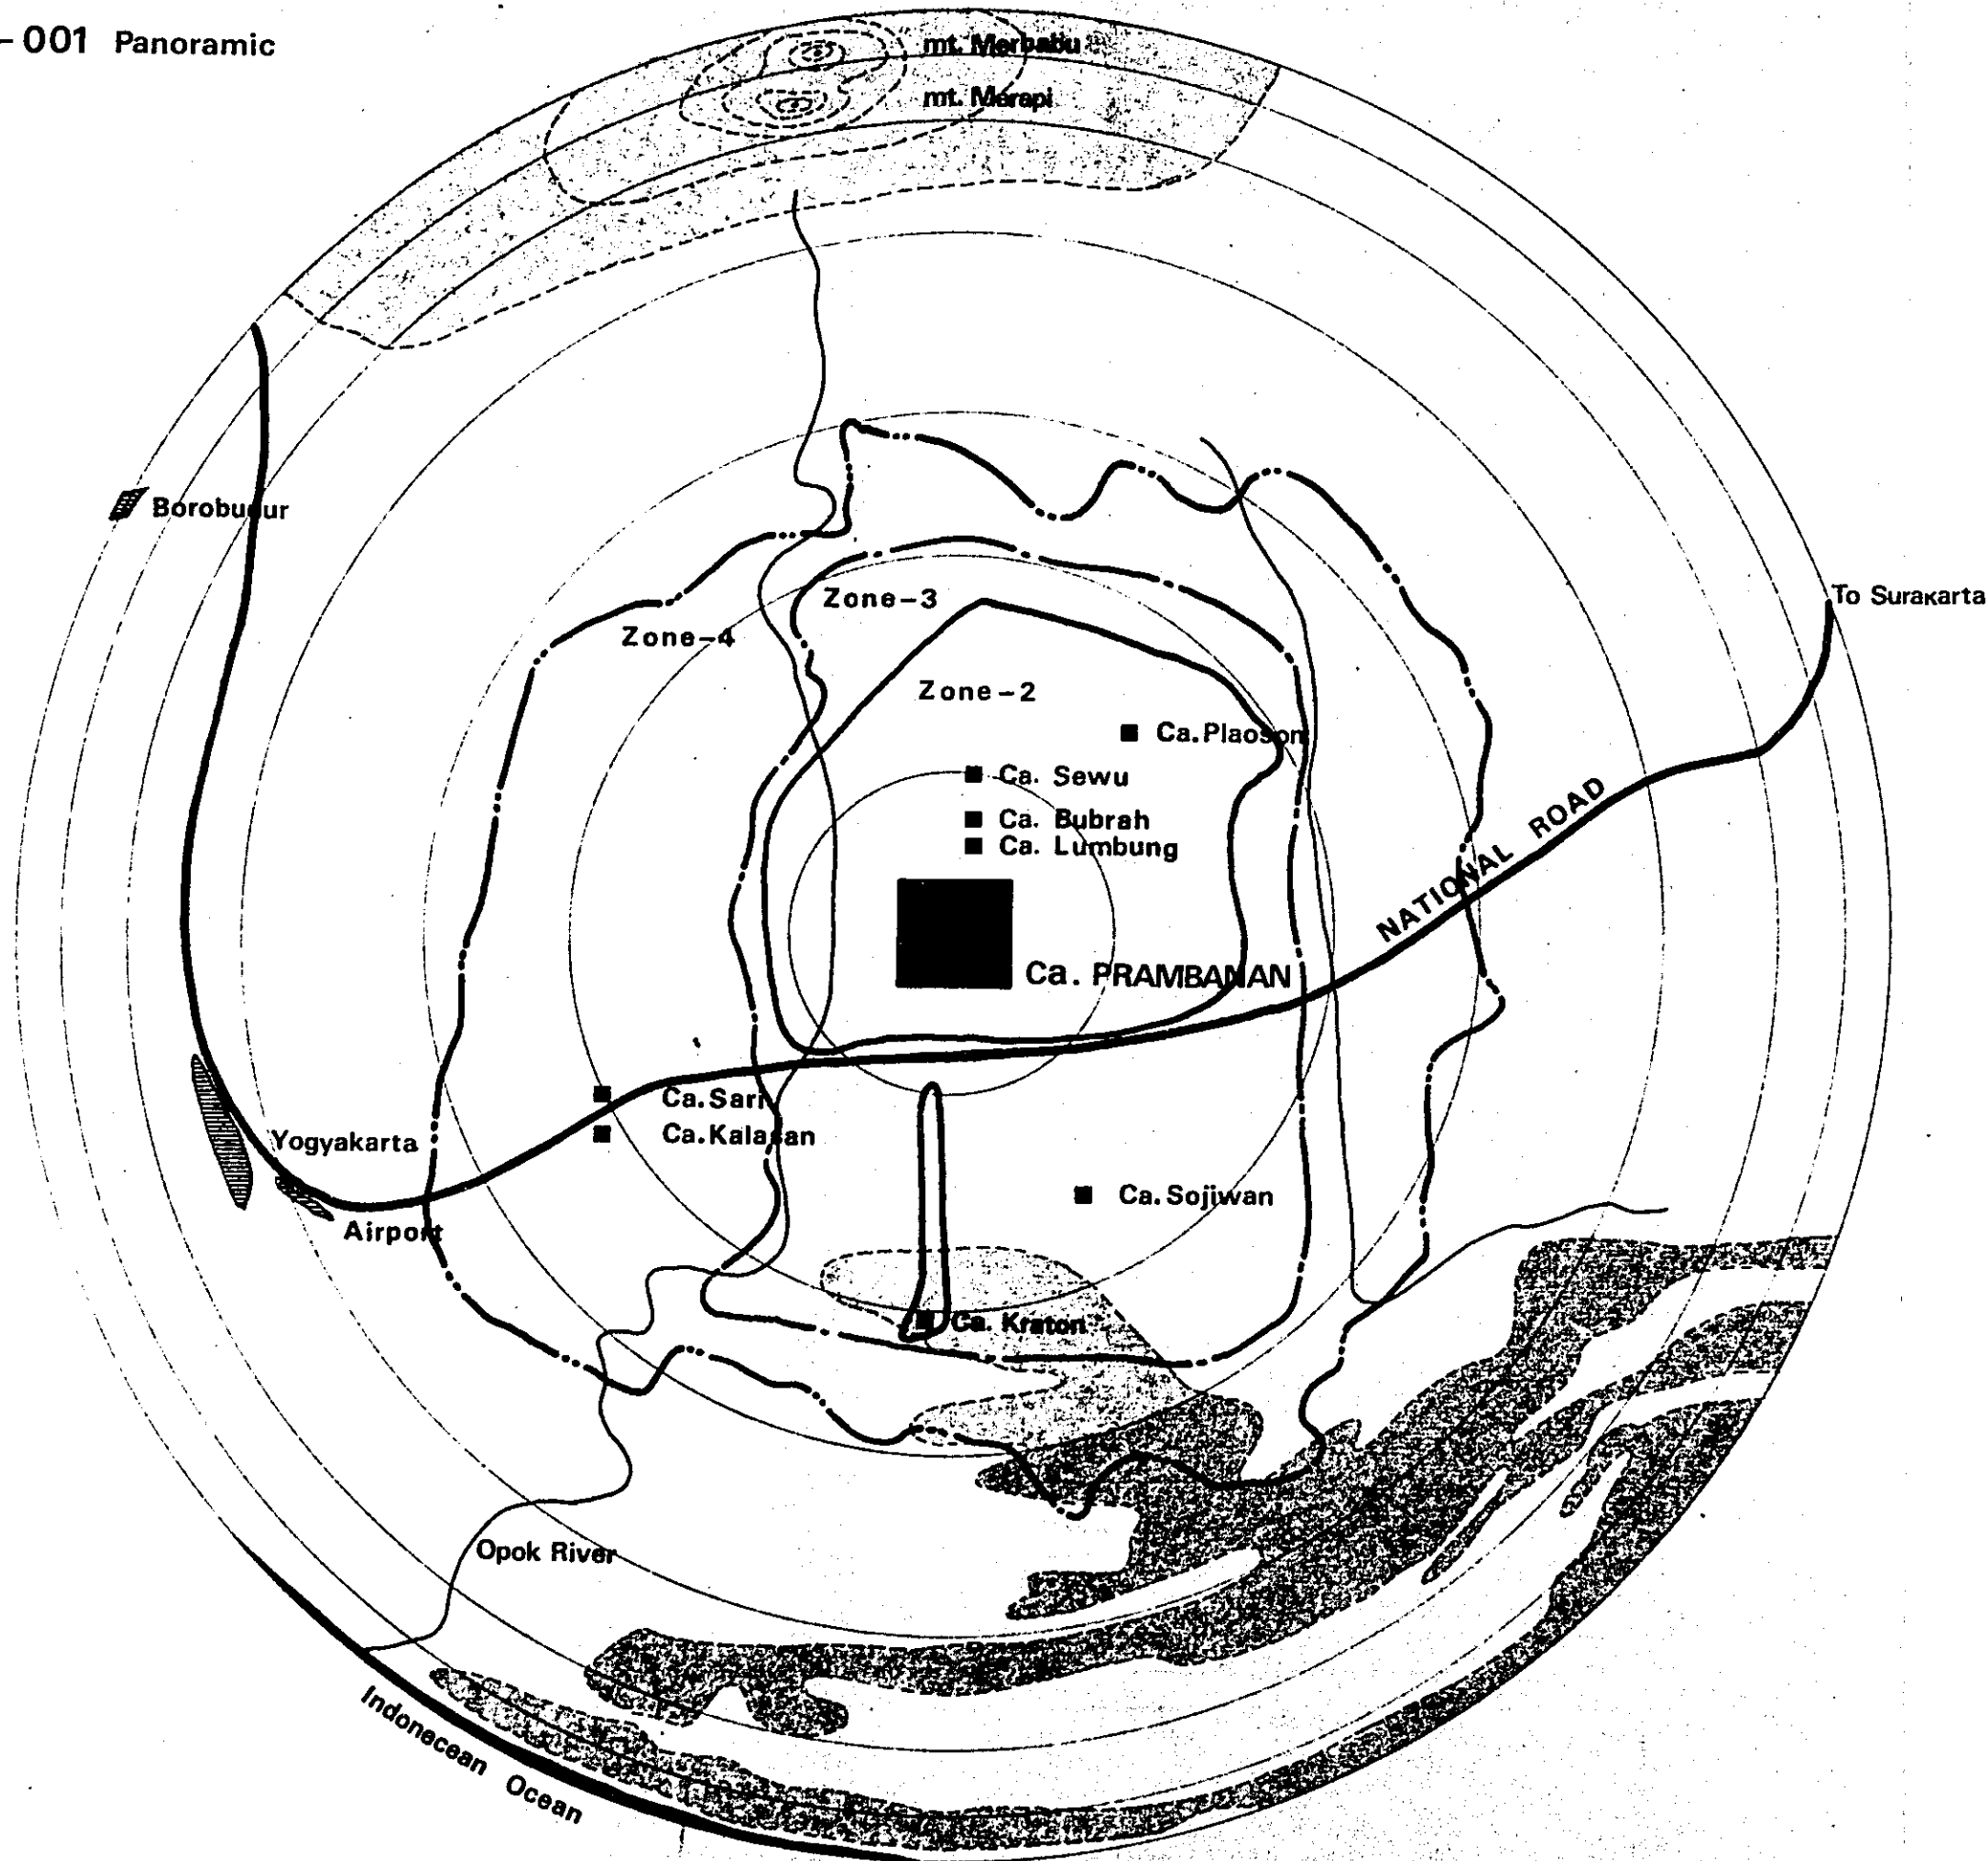 -001 Panoramic
mt. Merbabu
mt. Merapi
Borobudur
To Surakarta
Zone-3
Zone-4
Zone-2
Ca. Plaoson
Ca. Sewu
Ca. Bubrah
Ca. Lumbung
NATIONAL ROAD
Ca. PRAMBANAN
Ca. Sari
Ca. Kalasan
Yogyakarta
Ca. Sojiwan
Airport
Ca. Kraton
Opok River
Indonecean Ocean